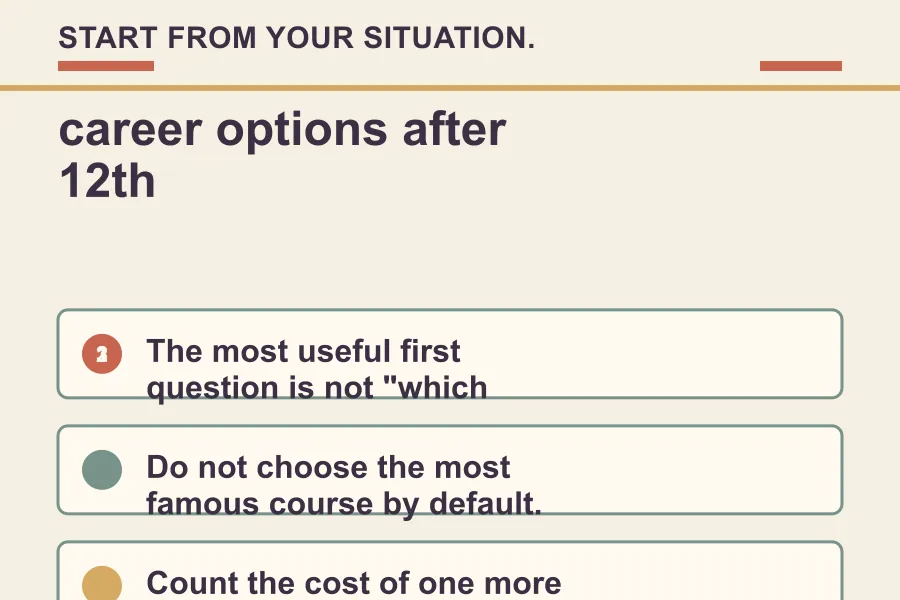 START FROM YOUR SITUATION.
career options after
12th
The most useful first
question is not "which
Do not choose the most
famous course by default.
Count the cost of one more